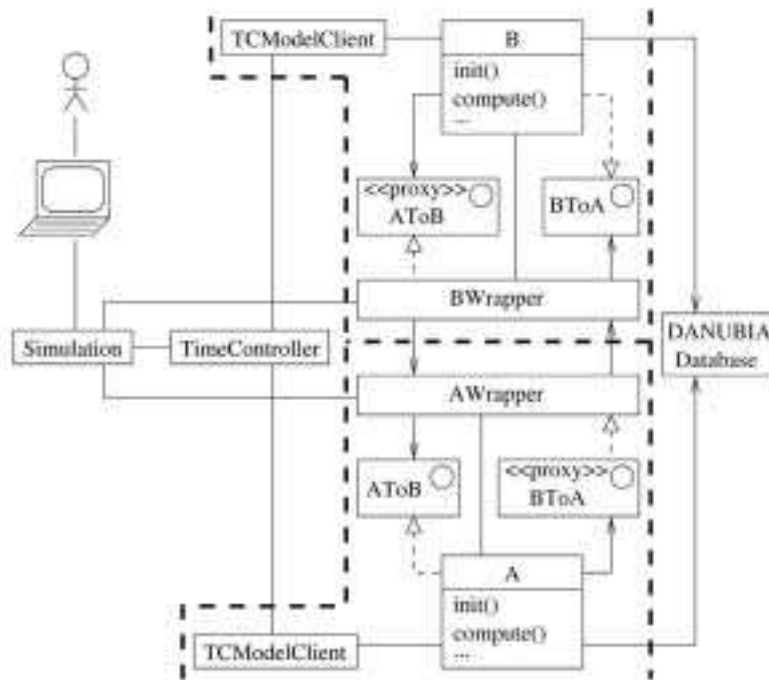 TCModelClient
B
init()
compute()
...
<<proxy>>
AToB
BToA
BWrapper
Simulation
TimeController
DANUBIA
Database
AWrapper
AToB
<<proxy>>
BToA
A
init()
compute()
...
TCModelClient